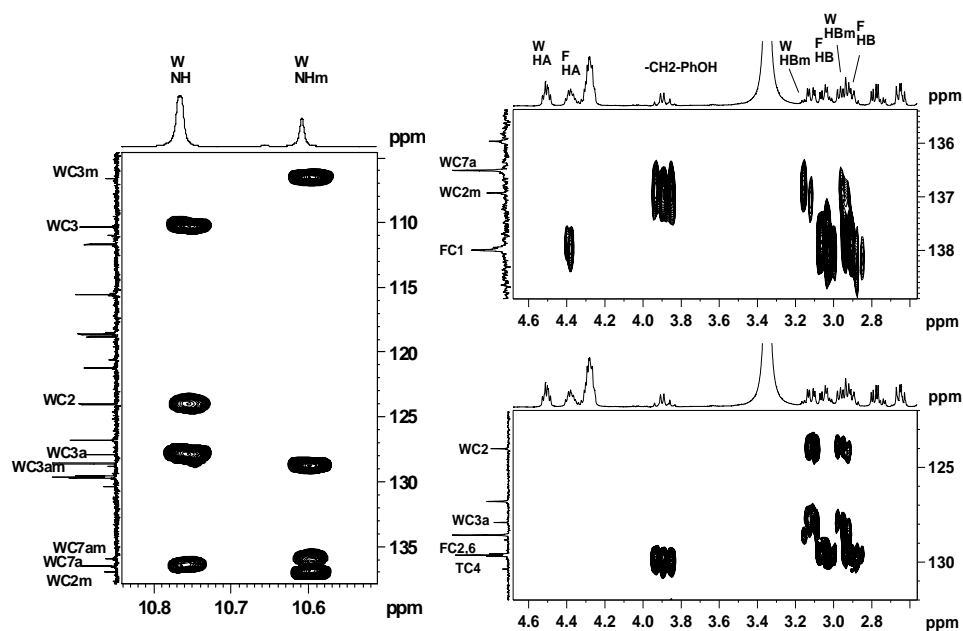 W
NH
W
NHm
WC3m
WC3
WC2
WC3a
WC3am
WC7am
WC7a
WC2m
110
115
120
125
130
135
ppm
10.8
10.7
10.6
ppm
W
HA
F
HA
-CH2-PhOH
W
HBm
F
HB
W
HBm
F
HB
ppm
WC7a
WC2m
FC1
136
137
138
4.6 4.4 4.2 4.0 3.8 3.6 3.4 3.2 3.0 2.8
ppm
ppm
WC2
WC3a
FC2,6
TC4
125
130
4.6 4.4 4.2 4.0 3.8 3.6 3.4 3.2 3.0 2.8
ppm